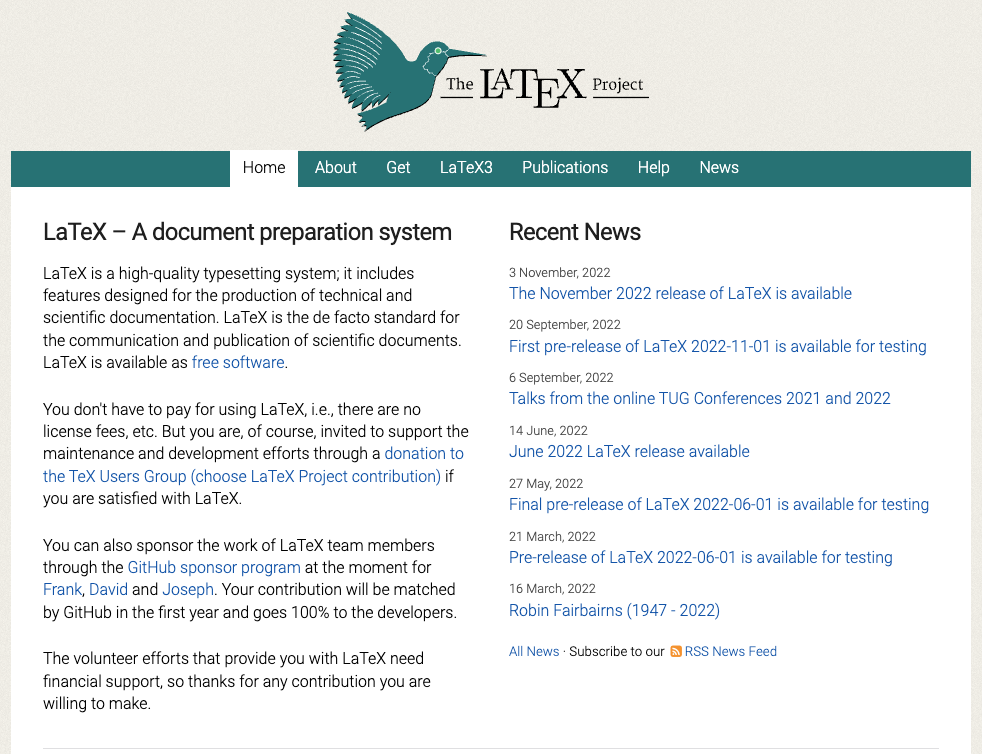 The LATEX Project
Home About Get LaTeX3 Publications Help News
LaTeX – A document preparation system
LaTeX is a high-quality typesetting system; it includes
features designed for the production of technical and
scientific documentation. LaTeX is the de facto standard for
the communication and publication of scientific documents.
LaTeX is available as free software.
You don't have to pay for using LaTeX, i.e., there are no
license fees, etc. But you are, of course, invited to support the
maintenance and development efforts through a donation to
the TeX Users Group (choose LaTeX Project contribution) if
you are satisfied with LaTeX.
You can also sponsor the work of LaTeX team members
through the GitHub sponsor program at the moment for
Frank, David and Joseph. Your contribution will be matched
by GitHub in the first year and goes 100% to the developers.
The volunteer efforts that provide you with LaTeX need
financial support, so thanks for any contribution you are
willing to make.
Recent News
3 November, 2022
The November 2022 release of LaTeX is available
20 September, 2022
First pre-release of LaTeX 2022-11-01 is available for testing
6 September, 2022
Talks from the online TUG Conferences 2021 and 2022
14 June, 2022
June 2022 LaTeX release available
27 May, 2022
Final pre-release of LaTeX 2022-06-01 is available for testing
21 March, 2022
Pre-release of LaTeX 2022-06-01 is available for testing
16 March, 2022
Robin Fairbairns (1947 - 2022)
All News · Subscribe to our RSS News Feed